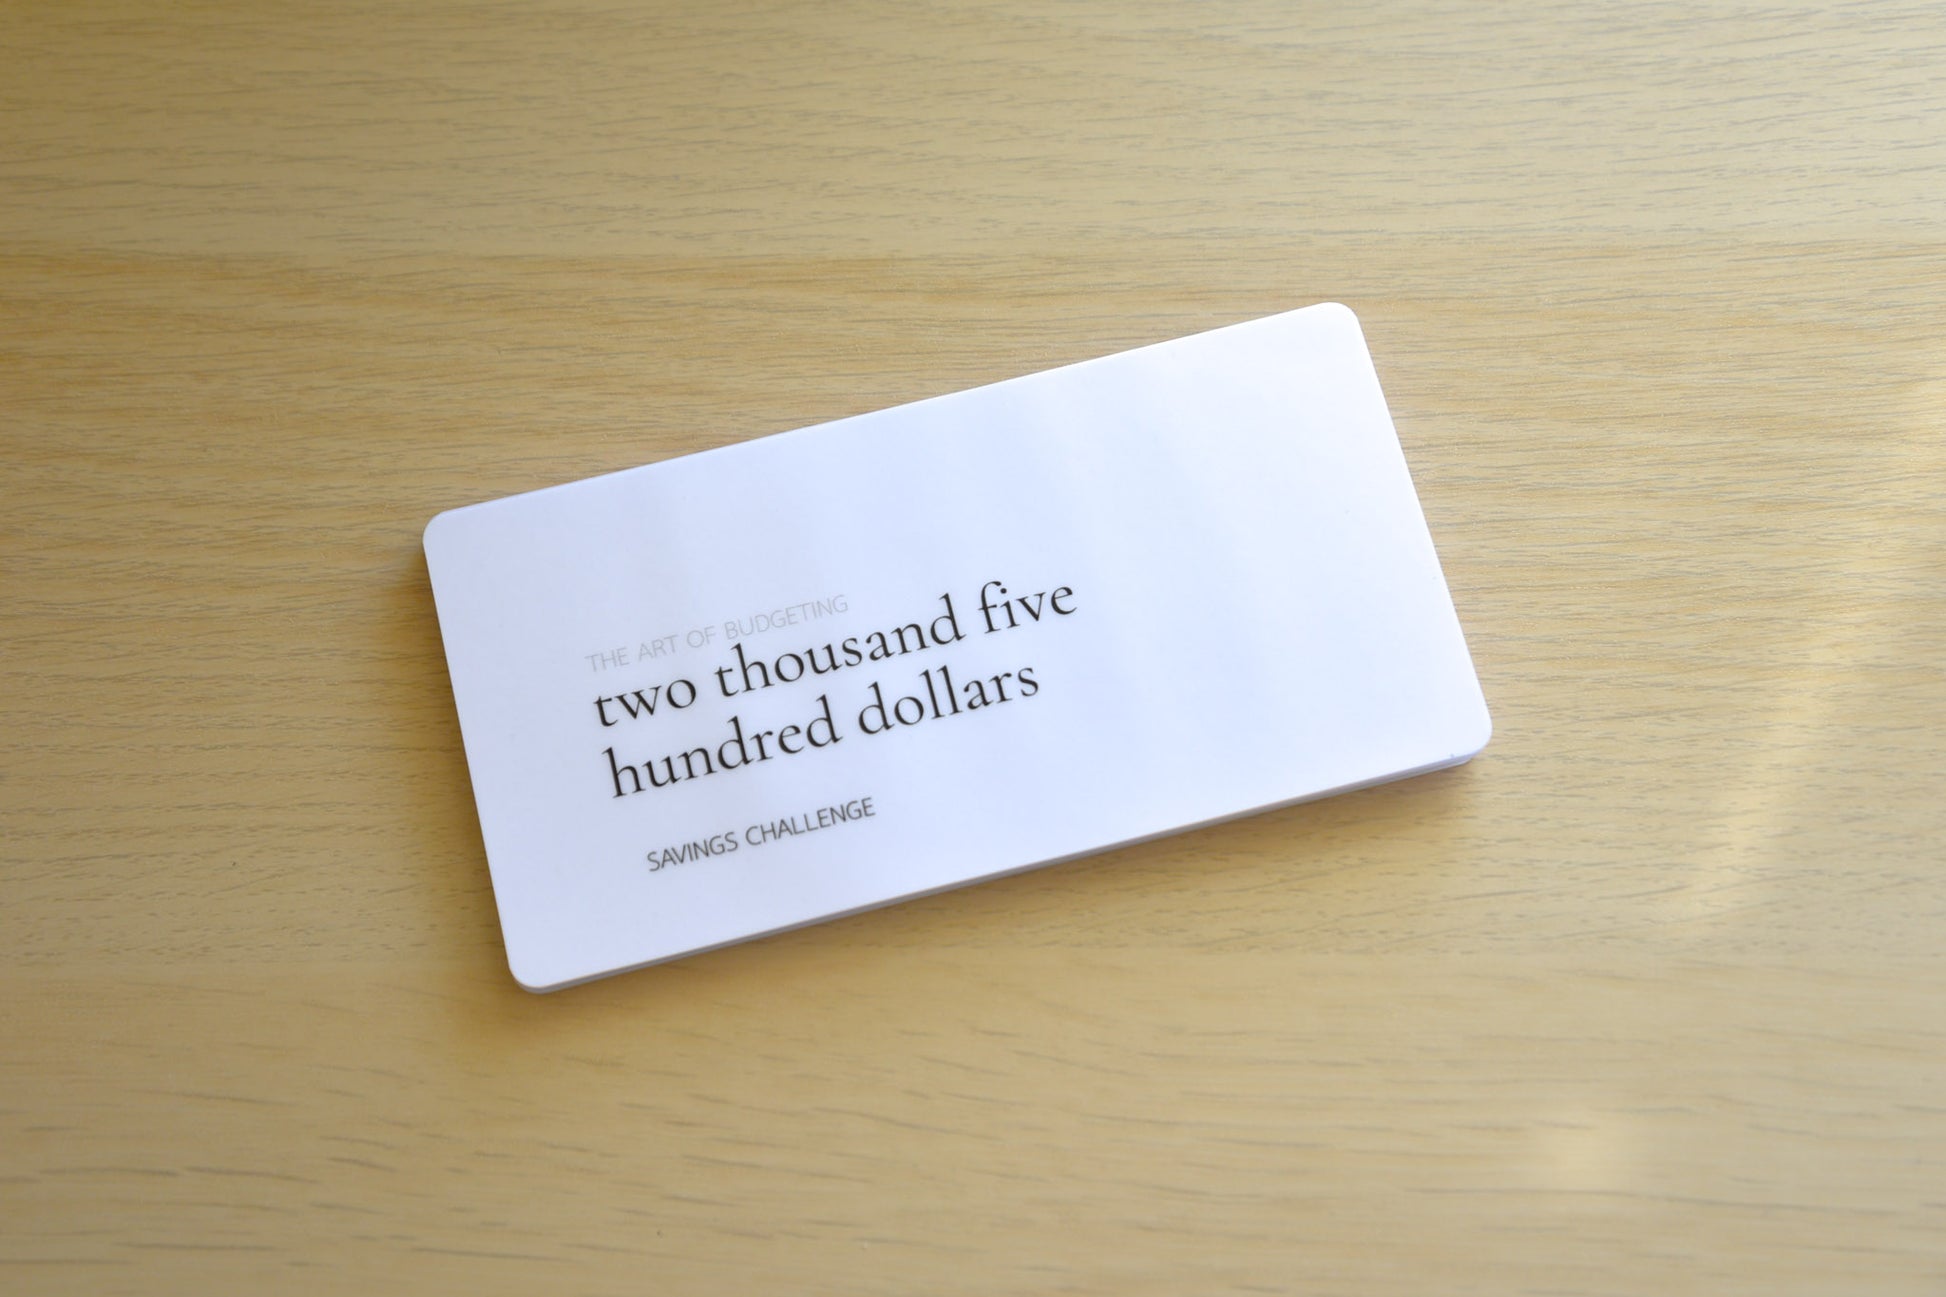 THE ART OF BUDGETING
two thousand five
hundred dollars
SAVINGS CHALLENGE